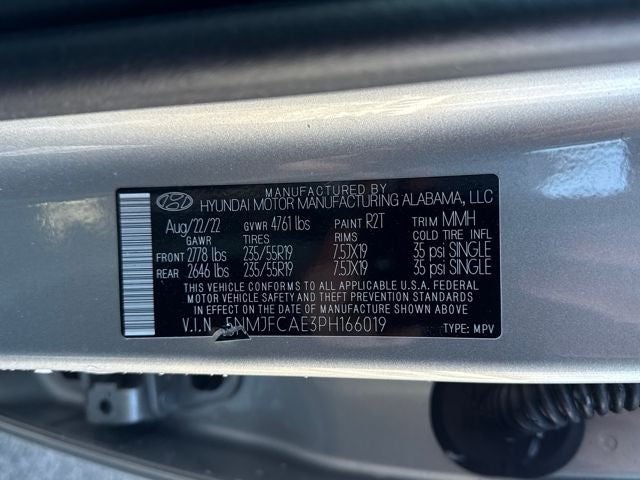 MANUFACTURED BY
HYUNDAI MOTOR MANUFACTURING ALABAMA, LLC
Aug/22/22 GVWR 4761 lbs PAINT R2T TRIM MMH
GAWR TIRES RIMS COLD TIRE INFL
FRONT 2778 lbs 235/55R19 7.5JX19 35 psi SINGLE
REAR 2646 lbs 235/55R19 7.5JX19 35 psi SINGLE
THIS VEHICLE CONFORMS TO ALL APPLICABLE U.S.A. FEDERAL
MOTOR VEHICLE SAFETY AND THEFT PREVENTION STANDARDS IN
EFFECT ON THE DATE OF MANUFACTURE SHOWN ABOVE.
V.I.N. 5NMJFCAE3PH166019 TYPE: MPV